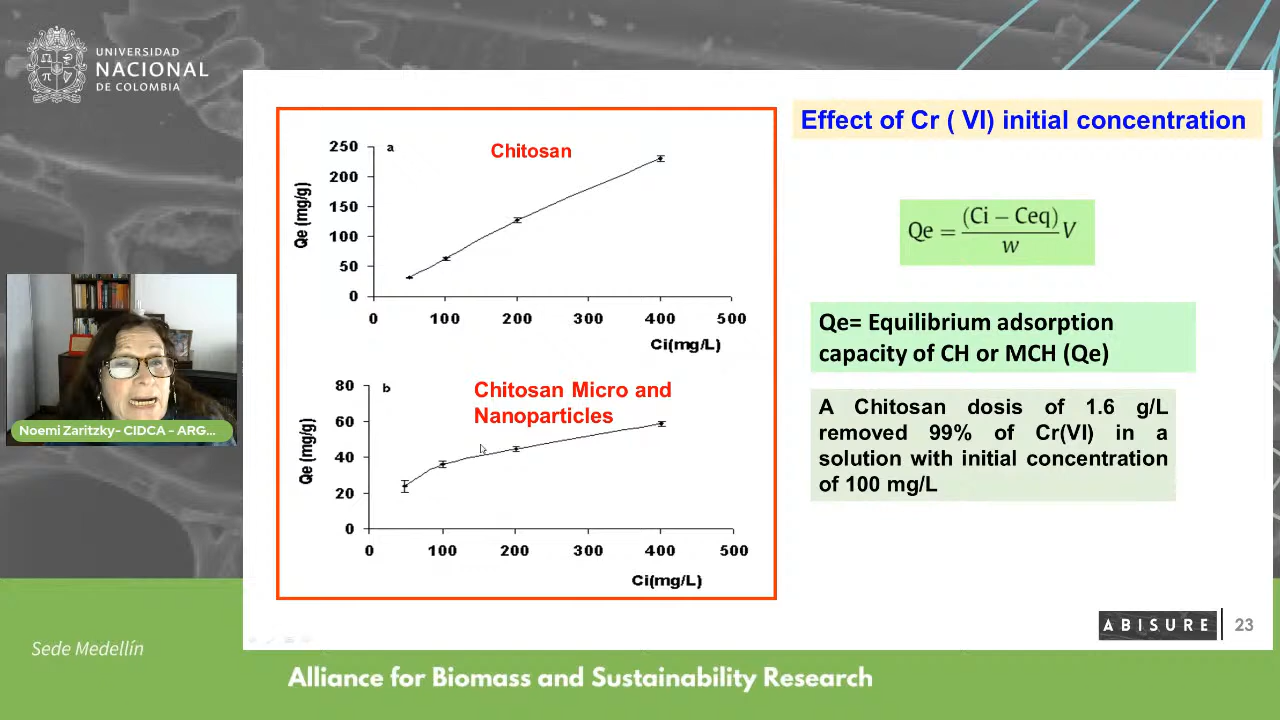 UNIVERSIDAD
NACIONAL
DE COLOMBIA
Effect of Cr ( VI) initial concentration
a
Chitosan
Qe (mg/g)
250
200
150
100
50
0
0 100 200 300 400 500
Ci(mg/L)
b
Chitosan Micro and
Nanoparticles
Qe (mg/g)
80
60
40
20
0
0 100 200 300 400 500
Ci(mg/L)
Qe = (Ci – Ceq) / w V
Qe= Equilibrium adsorption
capacity of CH or MCH (Qe)
A Chitosan dosis of 1.6 g/L
removed 99% of Cr(VI) in a
solution with initial concentration
of 100 mg/L
Noemi Zaritzky- CIDCA - ARG...
ABISURE 23
Sede Medellín
Alliance for Biomass and Sustainability Research